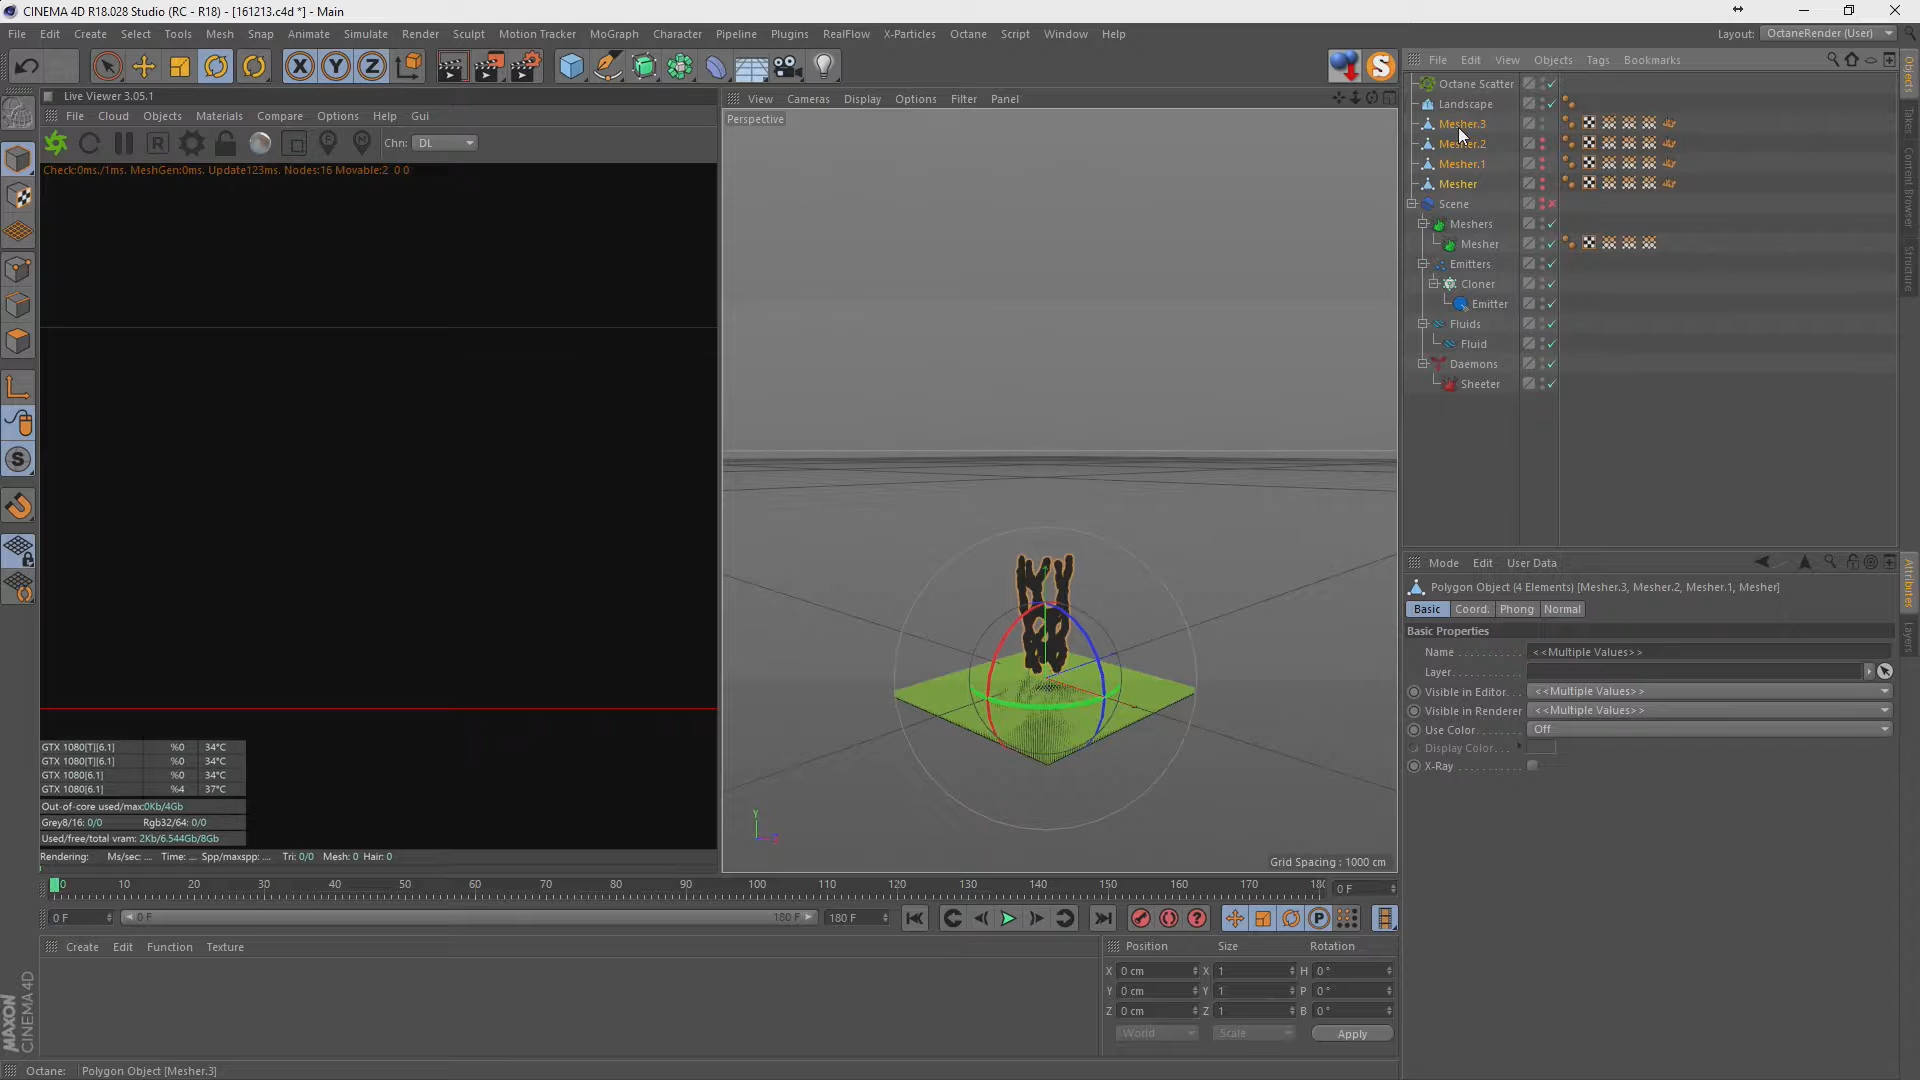 CINEMA 4D R18.028 Studio (RC - R18) - [161213.c4d *] - Main
File Edit Create Select Tools Mesh Snap Animate Simulate Render Sculpt Motion Tracker MoGraph Character Pipeline Plugins RealFlow X-Particles Octane Script Window Help
Layout: OctaneRender (User)
X Y Z
S
File Edit View Objects Tags Bookmarks
Live Viewer 3.05.1
File Cloud Objects Materials Compare Options Help Gui
R
Chn: DL
Check:0ms./1ms. MeshGen:0ms. Update123ms. Nodes:16 Movable:2 0 0
GTX 1080[T][6.1] %0 34°C
GTX 1080[T][6.1] %0 34°C
GTX 1080[6.1] %0 34°C
GTX 1080[6.1] %4 37°C
Out-of-core used/max:0Kb/4Gb
Grey8/16: 0/0 Rgb32/64: 0/0
Used/free/total vram: 2Kb/6.544Gb/8Gb
Rendering: Ms/sec: .... Time: .... Spp/maxspp: .... Tri: 0/0 Mesh: 0 Hair: 0
View Cameras Display Options Filter Panel
Perspective
Y
Grid Spacing : 1000 cm
Octane Scatter
Landscape
Mesher.3
Mesher.2
Mesher.1
Mesher
Scene
Meshers
Mesher
Emitters
Cloner
Emitter
Fluids
Fluid
Daemons
Sheeter
Objects
Takes
Content Browser
Structure
Mode Edit User Data
Polygon Object (4 Elements) [Mesher.3, Mesher.2, Mesher.1, Mesher]
Basic Coord. Phong Normal
Basic Properties
Name <<Multiple Values>>
Layer
Visible in Editor <<Multiple Values>>
Visible in Renderer <<Multiple Values>>
Use Color Off
Display Color
X-Ray
Attributes
Layers
0 10 20 30 40 50 60 70 80 90 100 110 120 130 140 150 160 170 180 0 F
0 F 0 F 180 F 180 F
P
S
Create Edit Function Texture
Position Size Rotation
X 0 cm X 1 H 0 °
Y 0 cm Y 1 P 0 °
Z 0 cm Z 1 B 0 °
World Scale Apply
MAXON
CINEMA 4D
Octane: Polygon Object [Mesher.3]